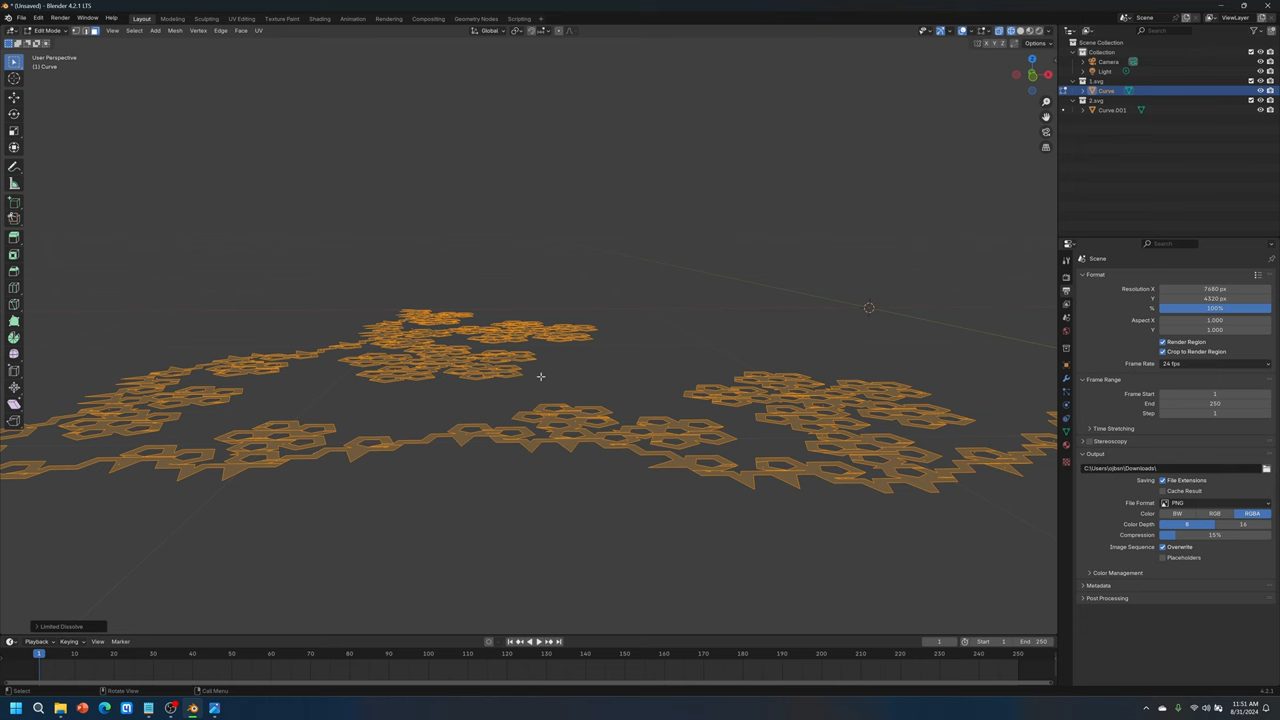 * (Unsaved) - Blender 4.2.1 LTS
File Edit Render Window Help Layout Modeling Sculpting UV Editing Texture Paint Shading Animation Rendering Compositing Geometry Nodes Scripting + Scene ViewLayer
Edit Mode View Select Add Mesh Vertex Edge Face UV Global Search
X Y Z Options
User Perspective
(1) Curve
Z
X
Scene Collection
Collection
Camera
Light
1.svg
Curve
2.svg
Curve.001
Search
Scene
Format
Resolution X 7680 px
Y 4320 px
% 100%
Aspect X 1.000
Y 1.000
Render Region
Crop to Render Region
Frame Rate 24 fps
Frame Range
Frame Start 1
End 250
Step 1
Time Stretching
Stereoscopy
Output
C:\Users\ojbsn\Downloads\
Saving File Extensions
Cache Result
File Format PNG
Color BW RGB RGBA
Color Depth 8 16
Compression 15%
Image Sequence Overwrite
Placeholders
Color Management
Metadata
Post Processing
Limited Dissolve
Playback Keying View Marker 1 Start 1 End 250
1 10 20 30 40 50 60 70 80 90 100 110 120 130 140 150 160 170 180 190 200 210 220 230 240 250
Select Rotate View Call Menu 4.2.1
11:51 AM
8/31/2024